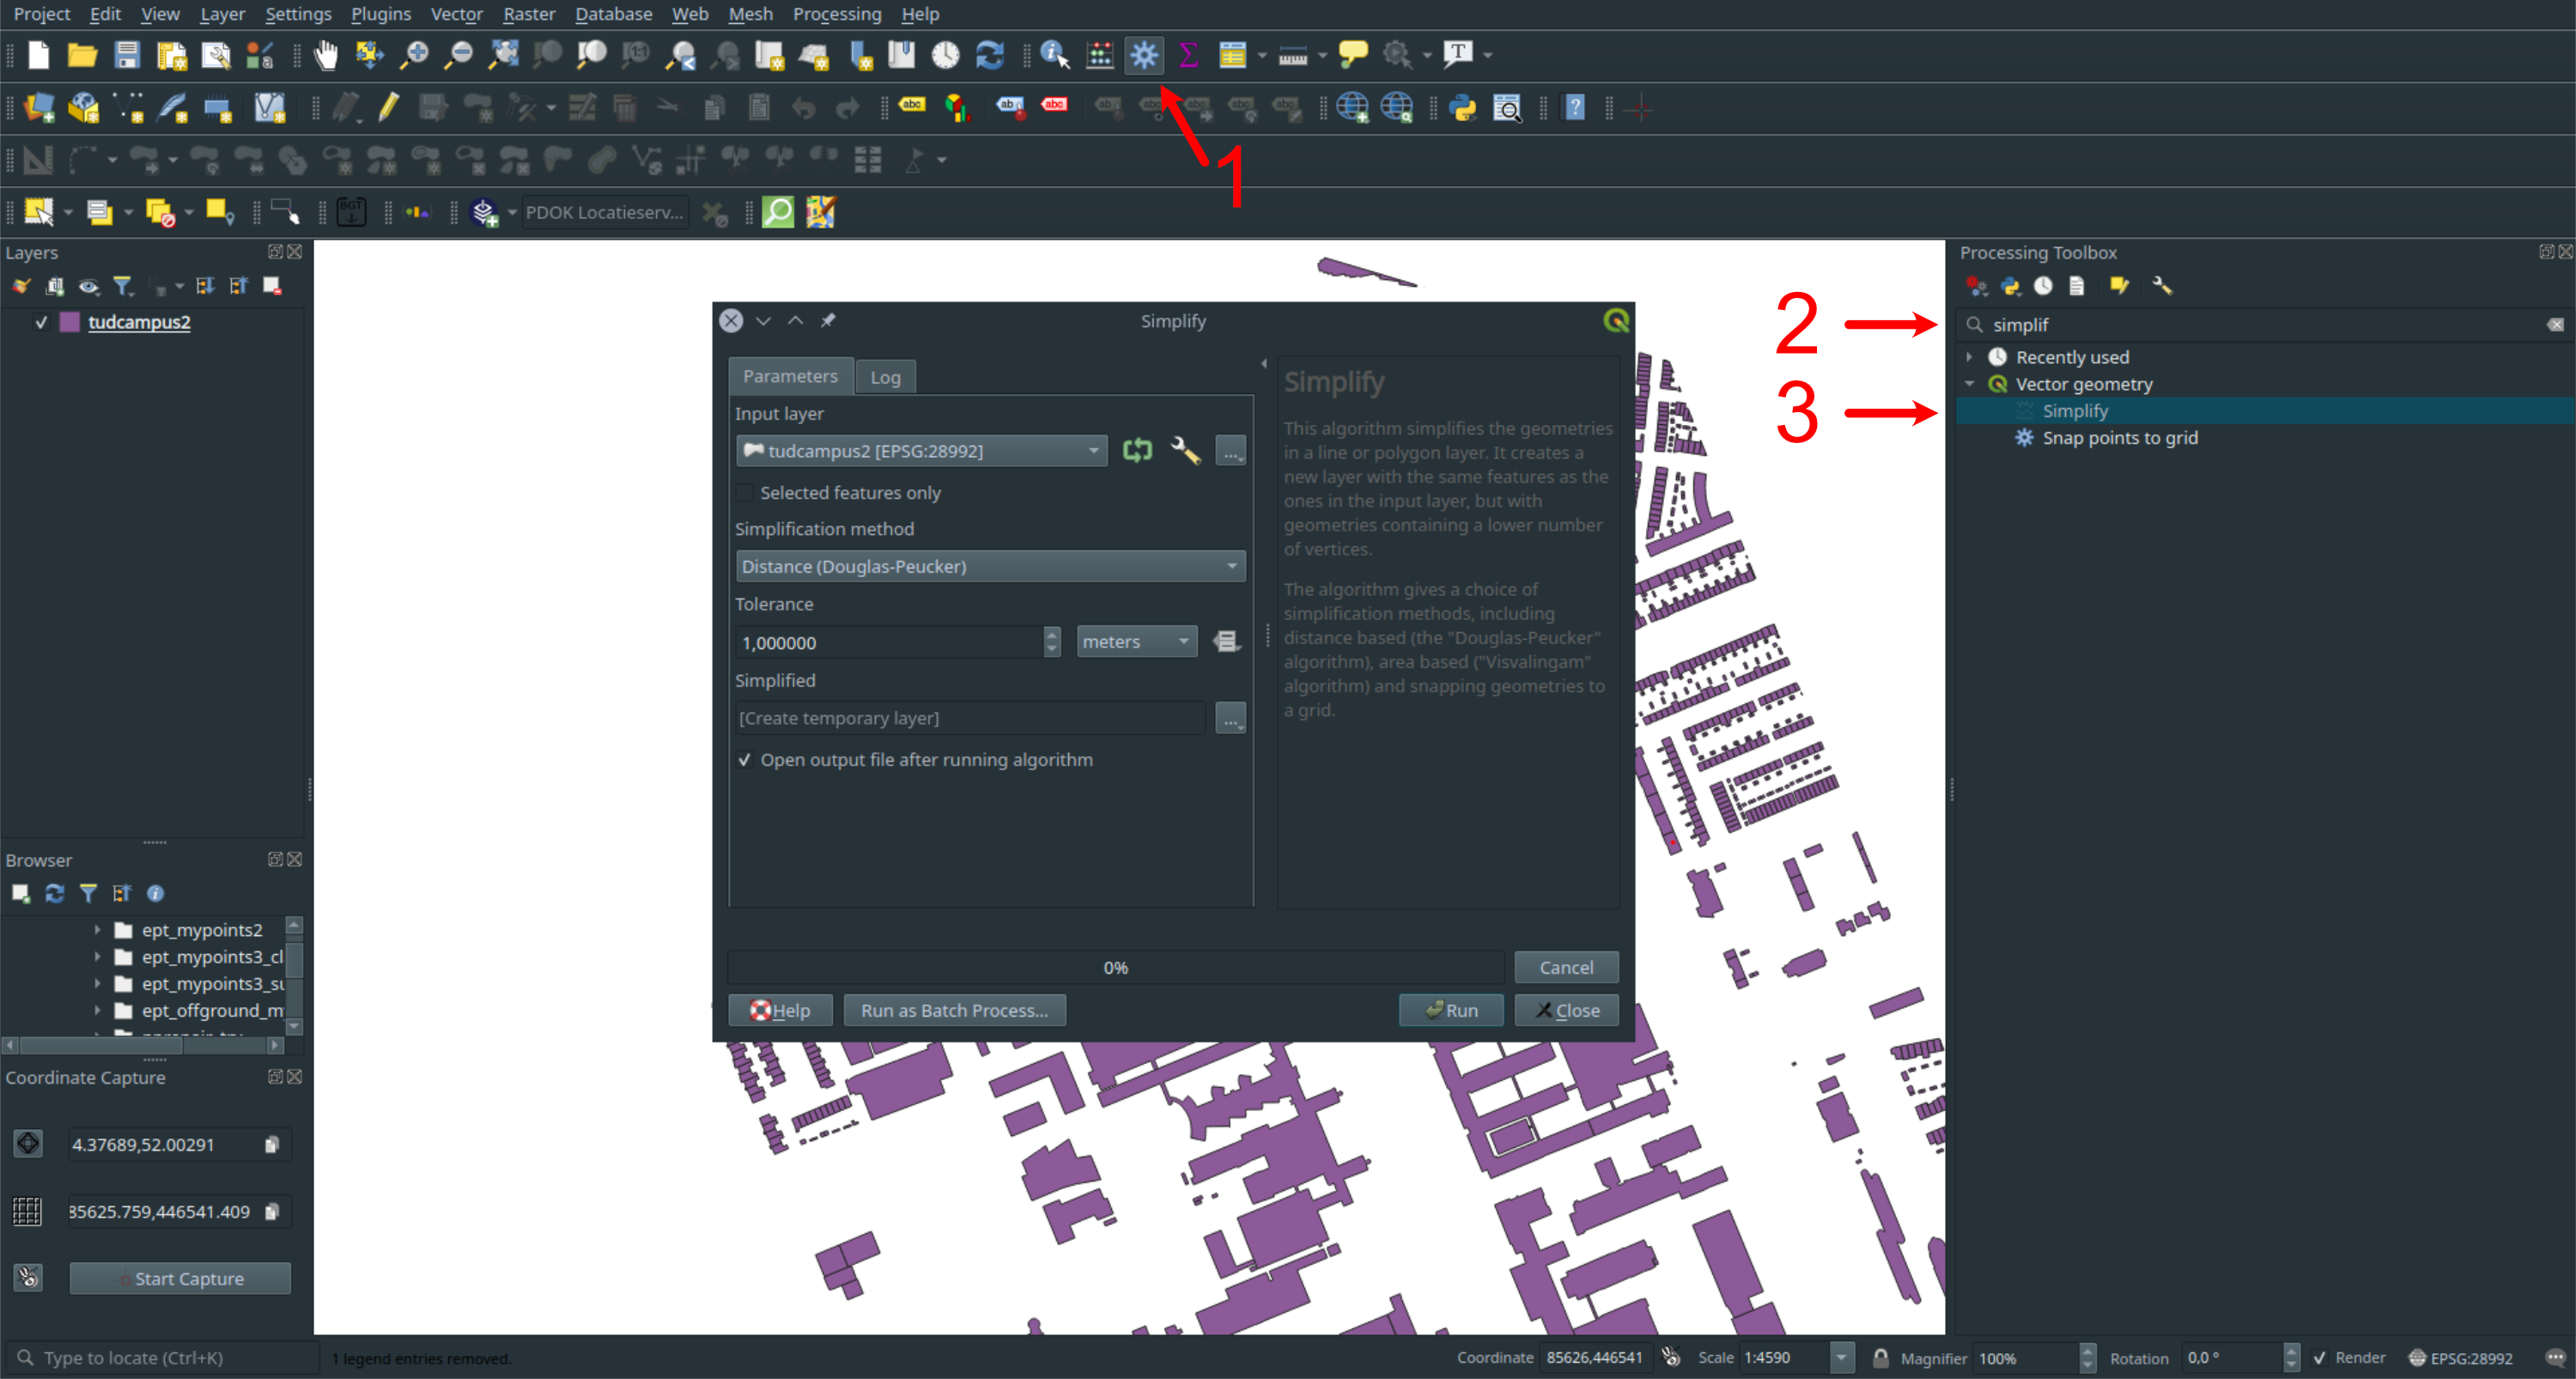 Project Edit View Layer Settings Plugins Vector Raster Database Web Mesh Processing Help
1
PDOK Locatieserv...
Layers
tudcampus2
Simplify
Parameters
Log
Input layer
tudcampus2 [EPSG:28992]
...
Selected features only
Simplification method
Distance (Douglas-Peucker)
Tolerance
1,000000
meters
Simplified
[Create temporary layer]
...
Open output file after running algorithm
Simplify
This algorithm simplifies the geometries
in a line or polygon layer. It creates a
new layer with the same features as the
ones in the input layer, but with
geometries containing a lower number
of vertices.
The algorithm gives a choice of
simplification methods, including
distance based (the "Douglas-Peucker"
algorithm), area based ("Visvalingam"
algorithm) and snapping geometries to
a grid.
0%
Cancel
Help
Run as Batch Process...
Run
Close
Processing Toolbox
2
simplif
Recently used
Vector geometry
3
Simplify
Snap points to grid
Browser
ept_mypoints2
ept_mypoints3_cl
ept_mypoints3_su
ept_offground_m
Coordinate Capture
4.37689,52.00291
85625.759,446541.409
Start Capture
Type to locate (Ctrl+K)
1 legend entries removed.
Coordinate 85626,446541
Scale 1:4590
Magnifier 100%
Rotation 0,0 °
Render
EPSG:28992